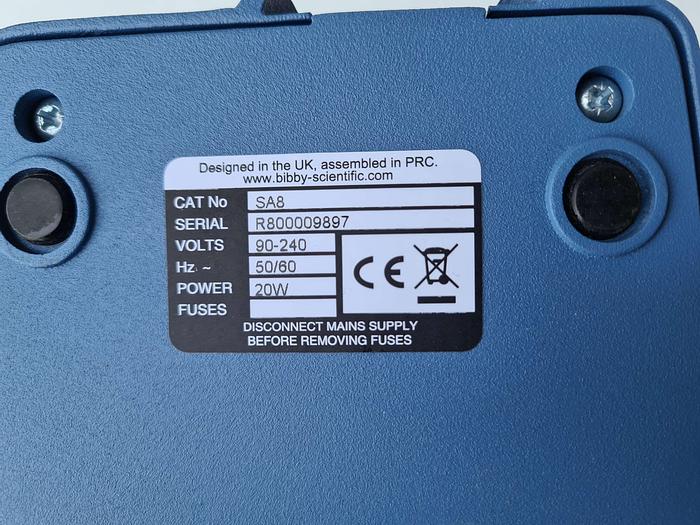 Designed in the UK, assembled in PRC.
www.bibby-scientific.com
CAT No SA8
SERIAL R800009897
VOLTS 90-240
Hz ~ 50/60
POWER 20W
FUSES
CE
DISCONNECT MAINS SUPPLY
BEFORE REMOVING FUSES